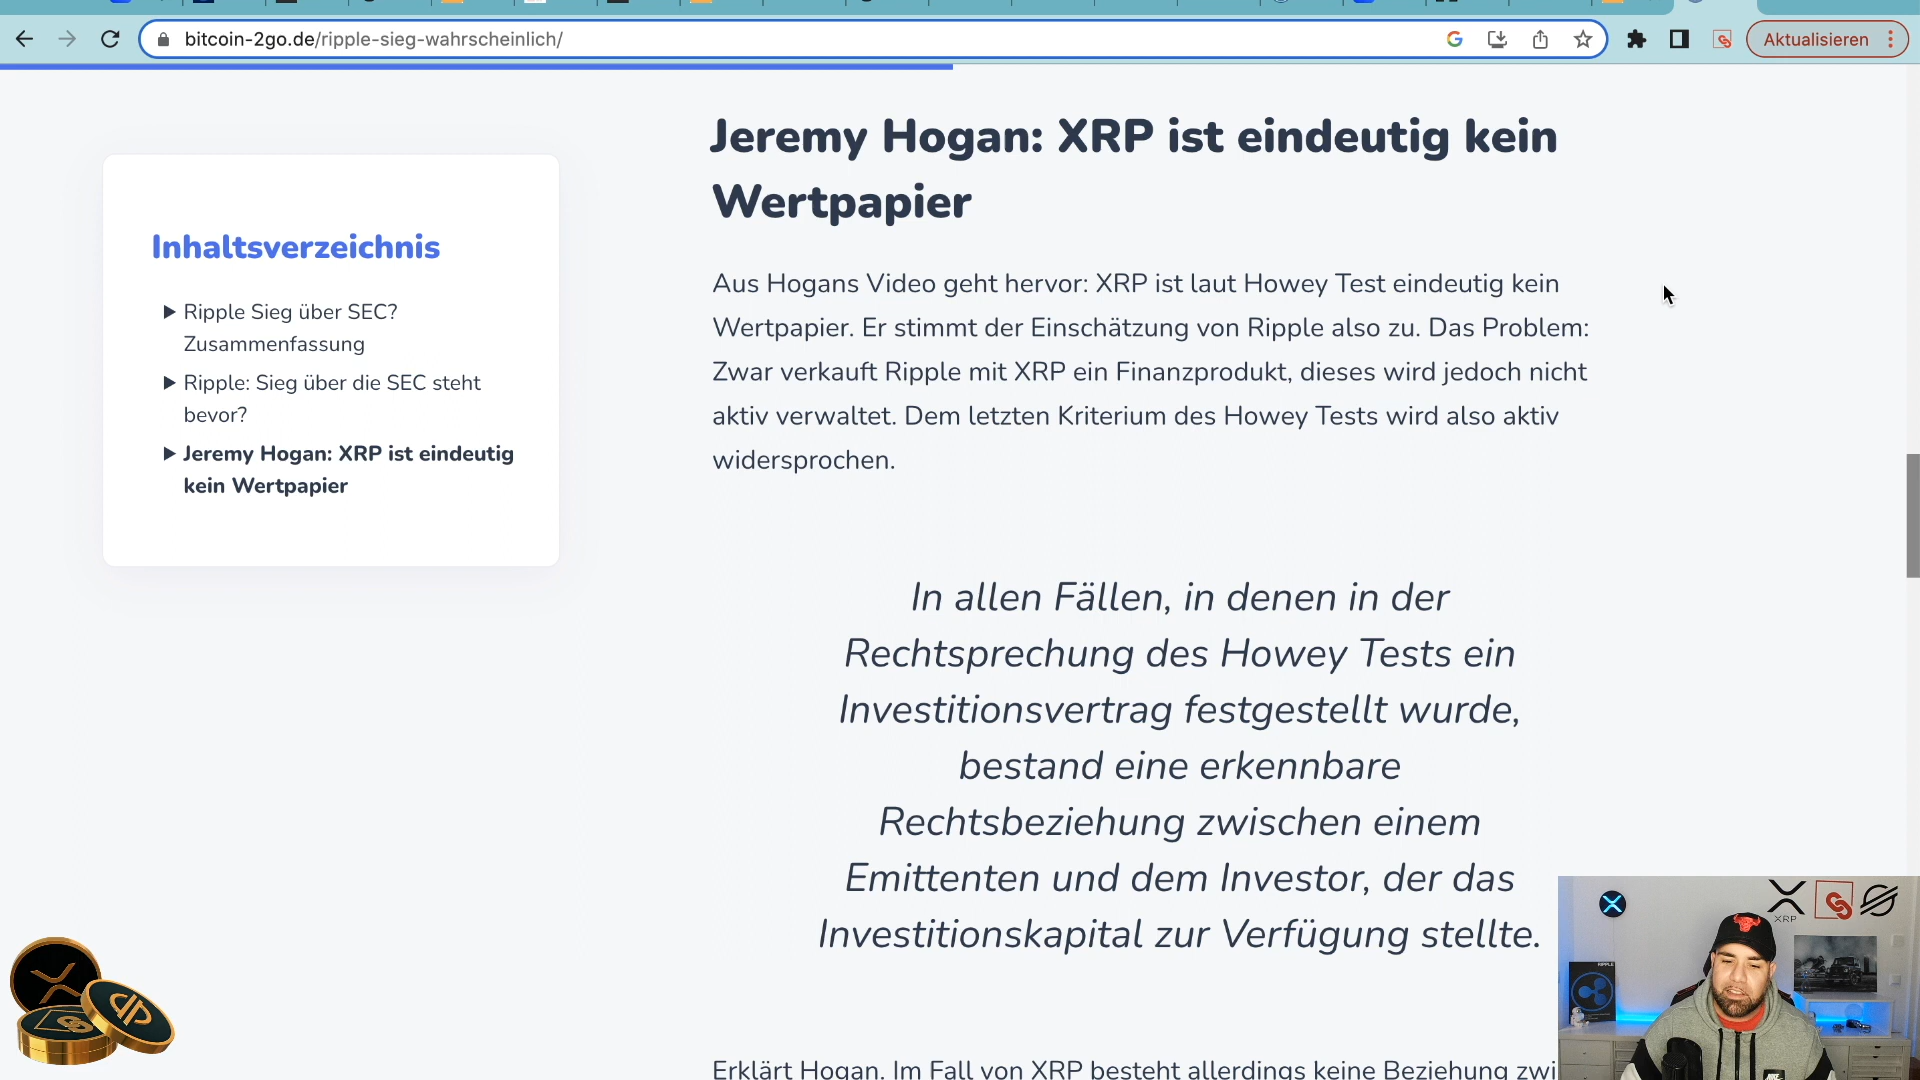 bitcoin-2go.de/ripple-sieg-wahrscheinlich/
Aktualisieren
Inhaltsverzeichnis
Ripple Sieg über SEC?
Zusammenfassung
Ripple: Sieg über die SEC steht
bevor?
Jeremy Hogan: XRP ist eindeutig
kein Wertpapier
Jeremy Hogan: XRP ist eindeutig kein
Wertpapier
Aus Hogans Video geht hervor: XRP ist laut Howey Test eindeutig kein
Wertpapier. Er stimmt der Einschätzung von Ripple also zu. Das Problem:
Zwar verkauft Ripple mit XRP ein Finanzprodukt, dieses wird jedoch nicht
aktiv verwaltet. Dem letzten Kriterium des Howey Tests wird also aktiv
widersprochen.
In allen Fällen, in denen in der
Rechtsprechung des Howey Tests ein
Investitionsvertrag festgestellt wurde,
bestand eine erkennbare
Rechtsbeziehung zwischen einem
Emittenten und dem Investor, der das
Investitionskapital zur Verfügung stellte.
Erklärt Hogan. Im Fall von XRP besteht allerdings keine Beziehung zwi
XRP
RIPPLE